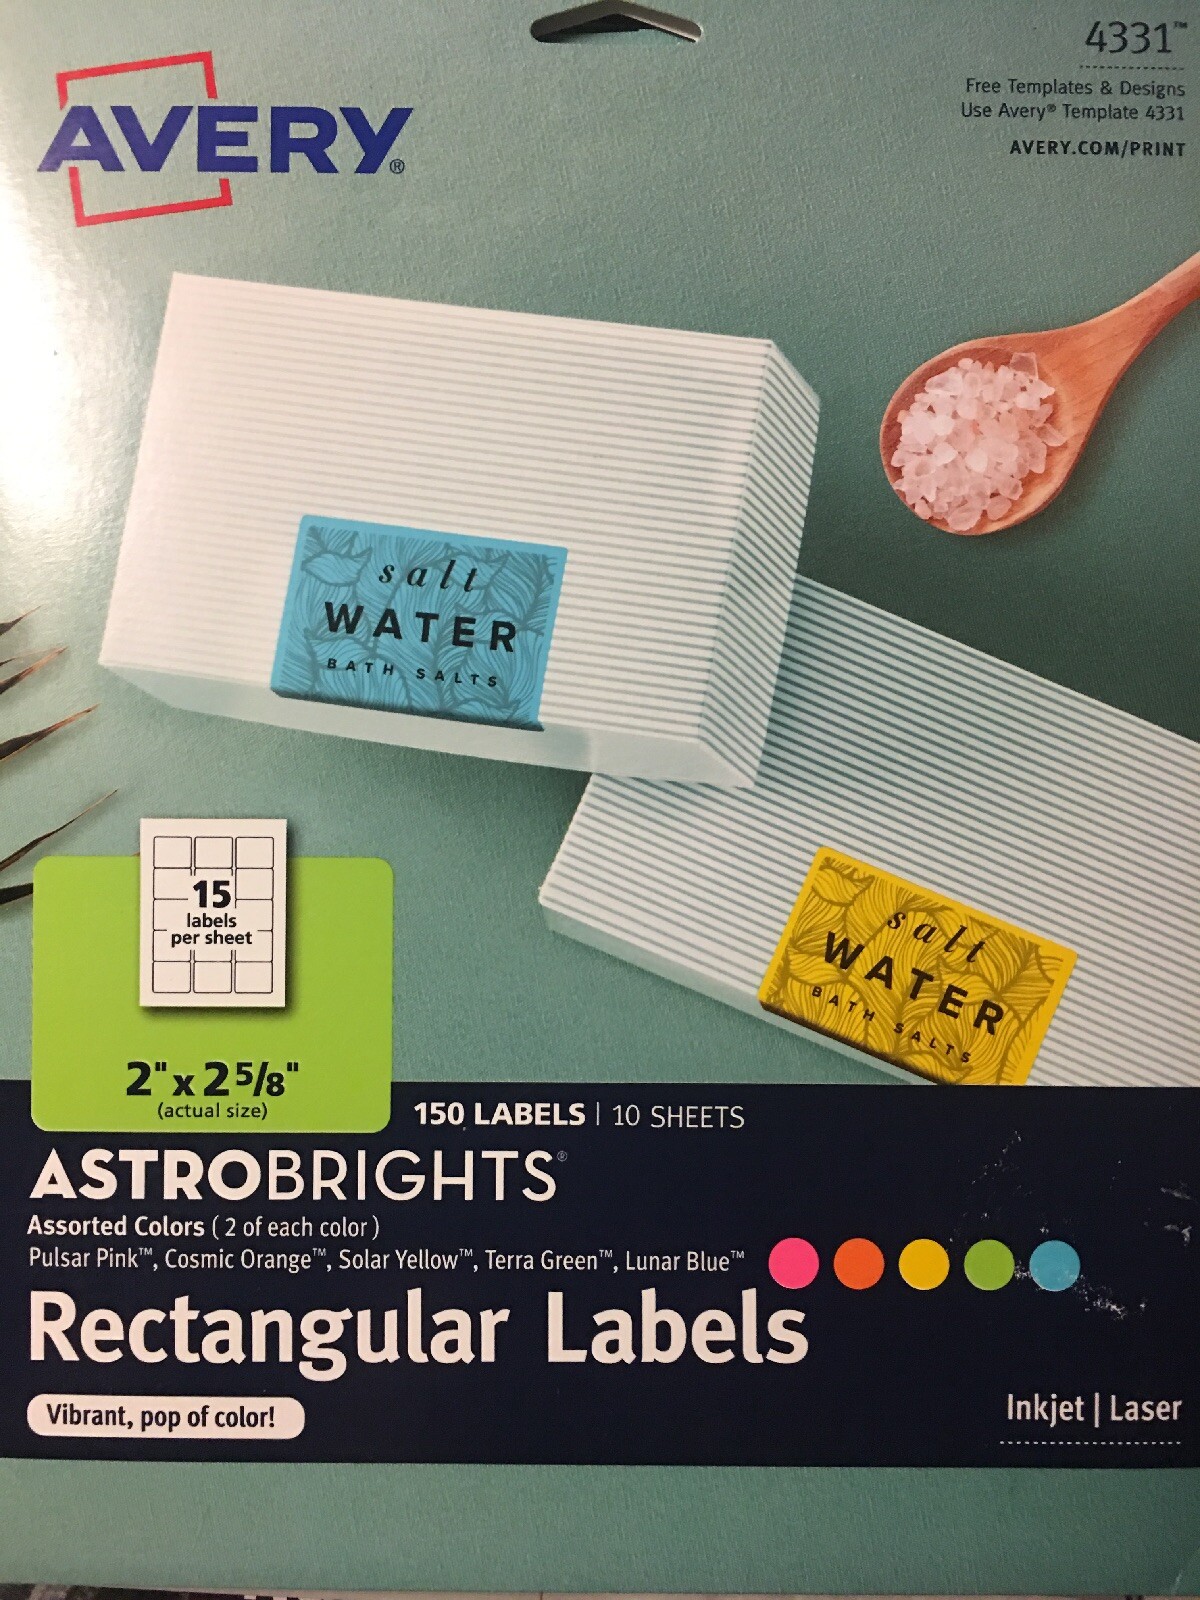 AVERY®
4331™
Free Templates & Designs
Use Avery® Template 4331
AVERY.COM/PRINT
salt
WATER
BATH SALTS
salt
WATER
BATH SALTS
15
labels
per sheet
2" x 2 5/8"
(actual size)
150 LABELS | 10 SHEETS
ASTROBRIGHTS®
Assorted Colors ( 2 of each color )
Pulsar Pink™, Cosmic Orange™, Solar Yellow™, Terra Green™, Lunar Blue™
Rectangular Labels
Vibrant, pop of color!
Inkjet | Laser